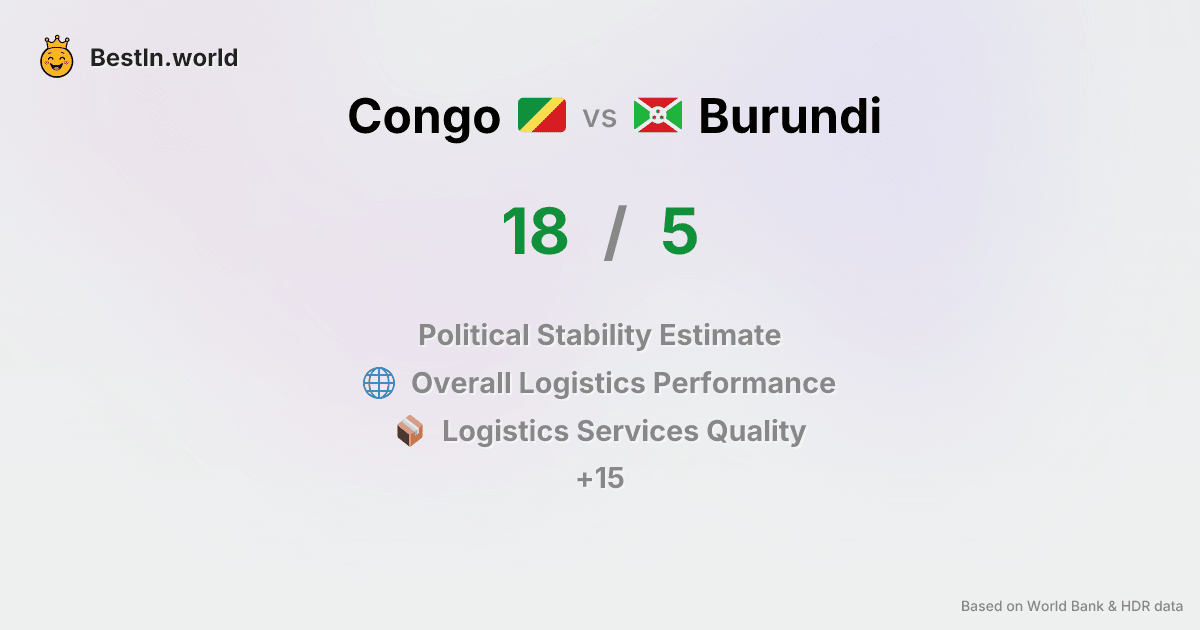 BestIn.world
Congo vs Burundi
18 / 5
Political Stability Estimate
Overall Logistics Performance
Logistics Services Quality
+15
Based on World Bank & HDR data